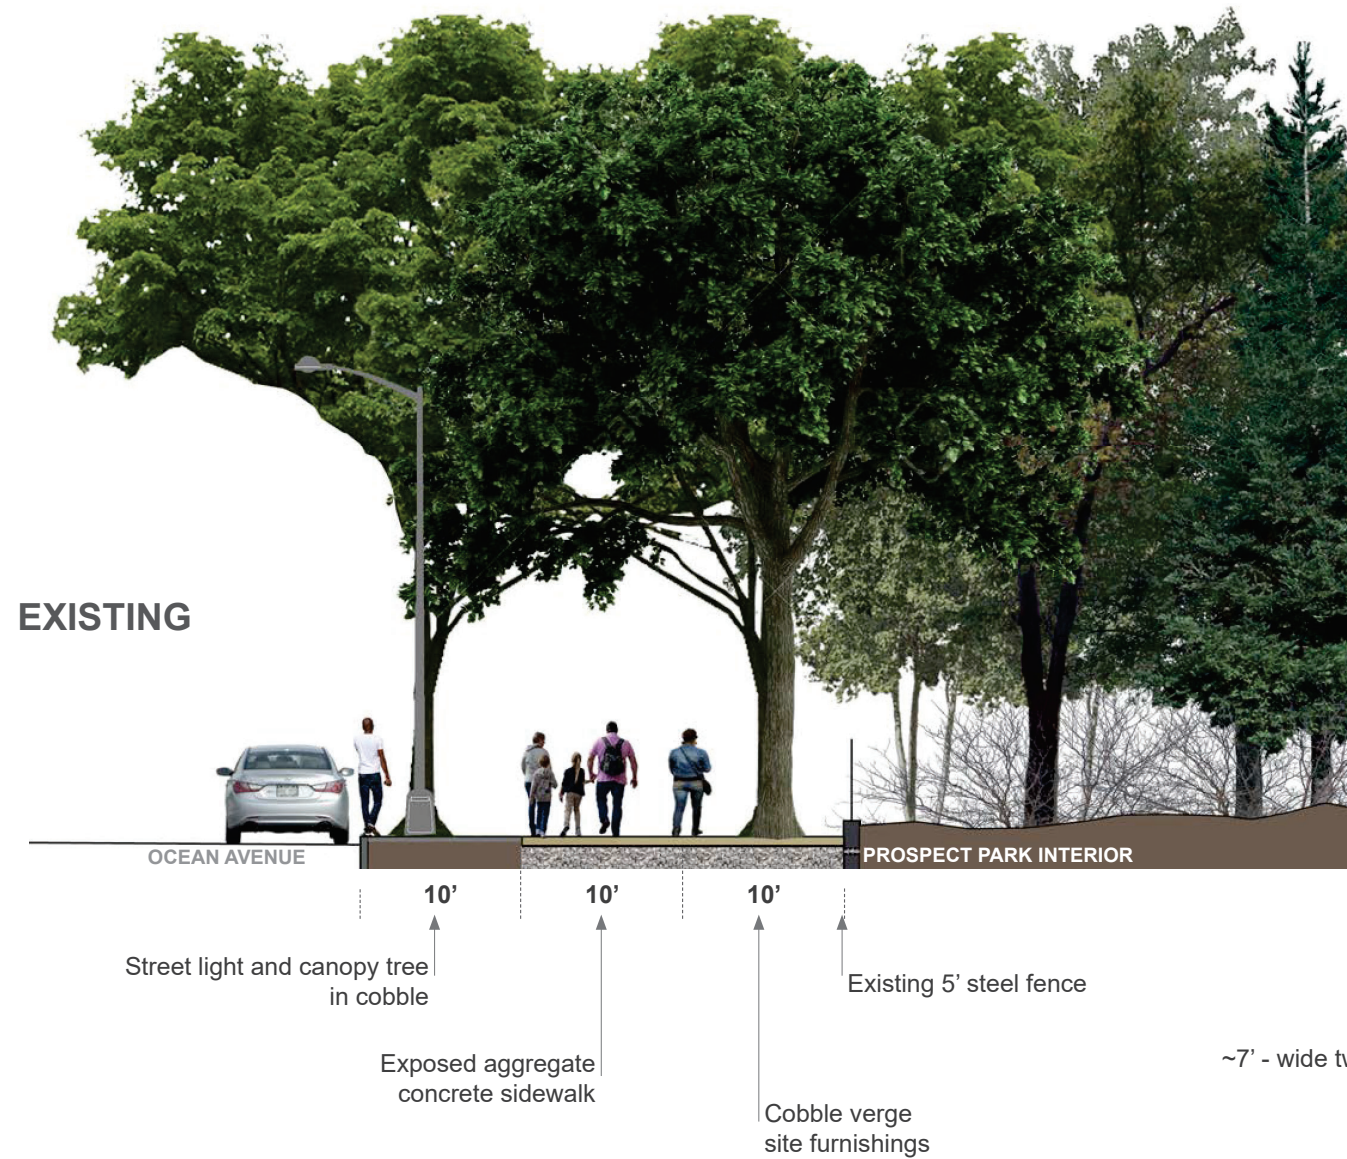 EXISTING
OCEAN AVENUE
PROSPECT PARK INTERIOR
10’
10’
10’
Street light and canopy tree
in cobble
Existing 5’ steel fence
Exposed aggregate
concrete sidewalk
~7’ - wide
Cobble verge
site furnishings